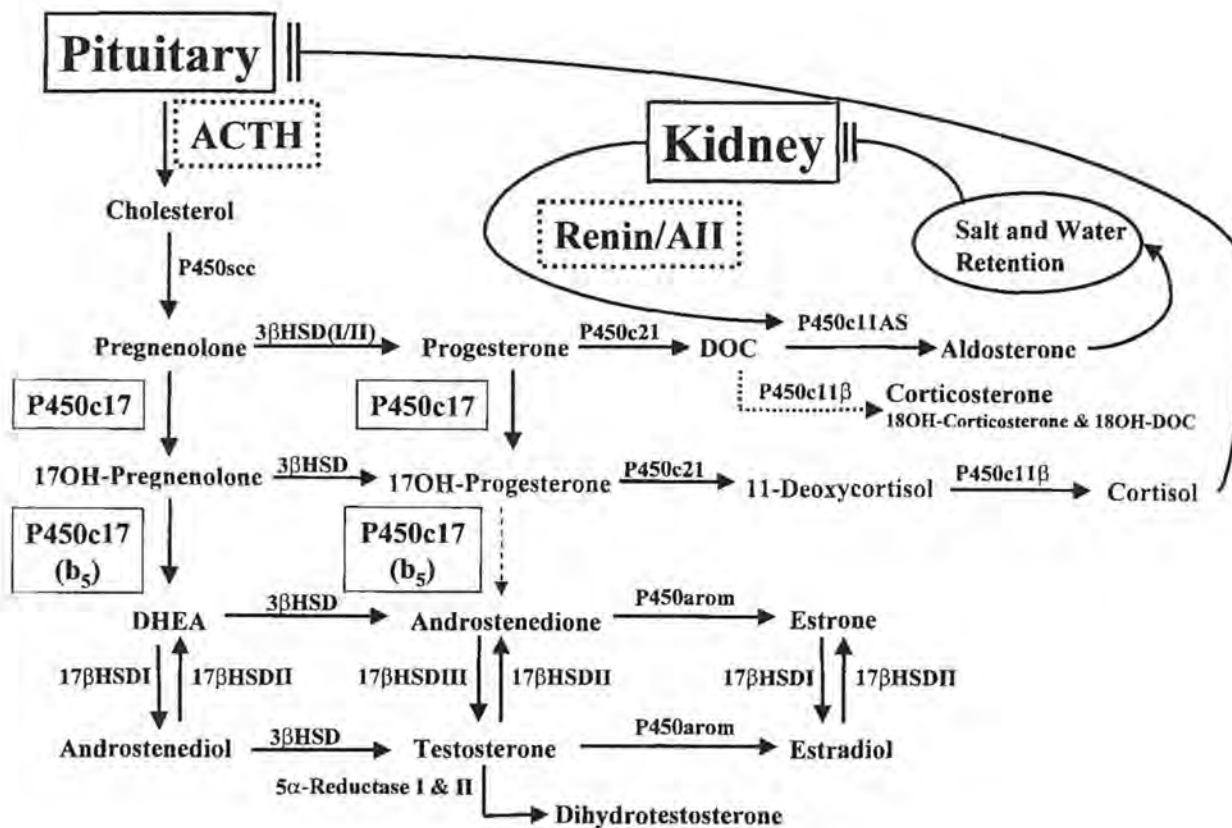 Pituitary
ACTH
Kidney
Cholesterol
Renin/AII
Salt and Water
Retention
P450scc
P450c11AS
3βHSD(I/II)
P450c21
Pregnenolone
Progesterone
DOC
Aldosterone
P450c17
P450c17
P450c11β
Corticosterone
18OH-Corticosterone & 18OH-DOC
3βHSD
P450c21
P450c11β
17OH-Pregnenolone
17OH-Progesterone
11-Deoxycortisol
Cortisol
P450c17
(b₅)
P450c17
(b₅)
3βHSD
P450arom
DHEA
Androstenedione
Estrone
17βHSDI
17βHSDII
17βHSDIII
17βHSDII
17βHSDI
17βHSDII
3βHSD
P450arom
Androstenediol
Testosterone
Estradiol
5α-Reductase I & II
Dihydrotestosterone